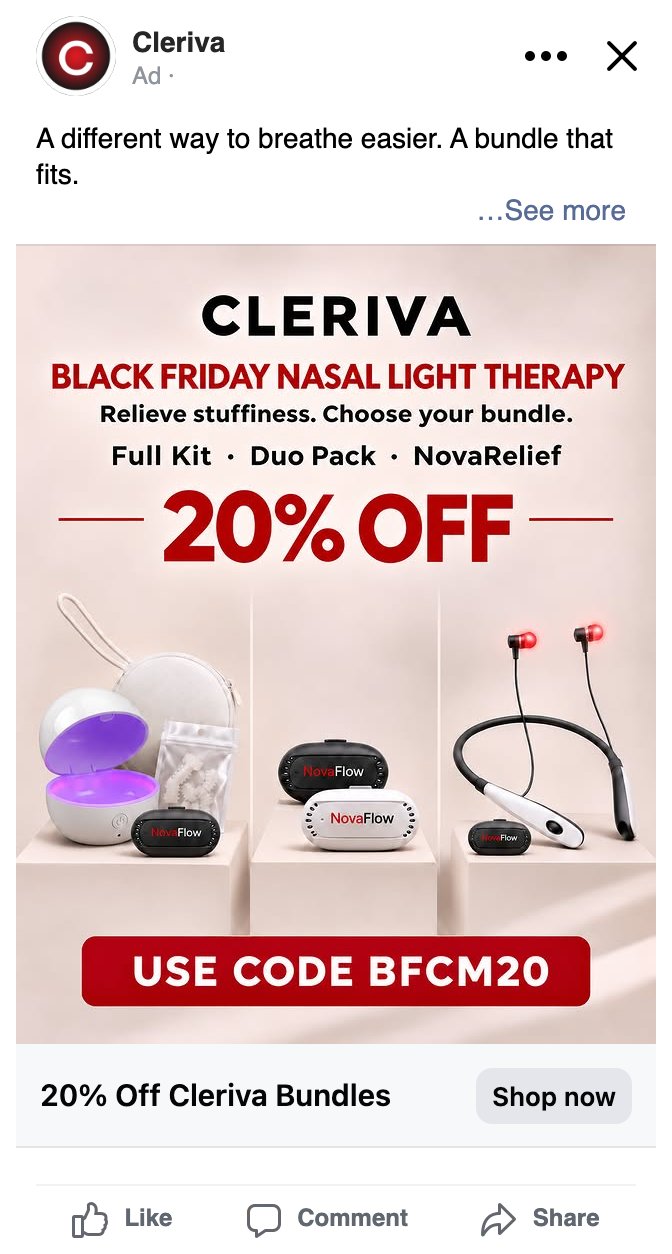 C
Cleriva
Ad ·
A different way to breathe easier. A bundle that
fits.
...See more
CLERIVA
BLACK FRIDAY NASAL LIGHT THERAPY
Relieve stuffiness. Choose your bundle.
Full Kit · Duo Pack · NovaRelief
20% OFF
NovaFlow
NovaFlow
NovaFlow
NovaFlow
USE CODE BFCM20
20% Off Cleriva Bundles
Shop now
Like
Comment
Share